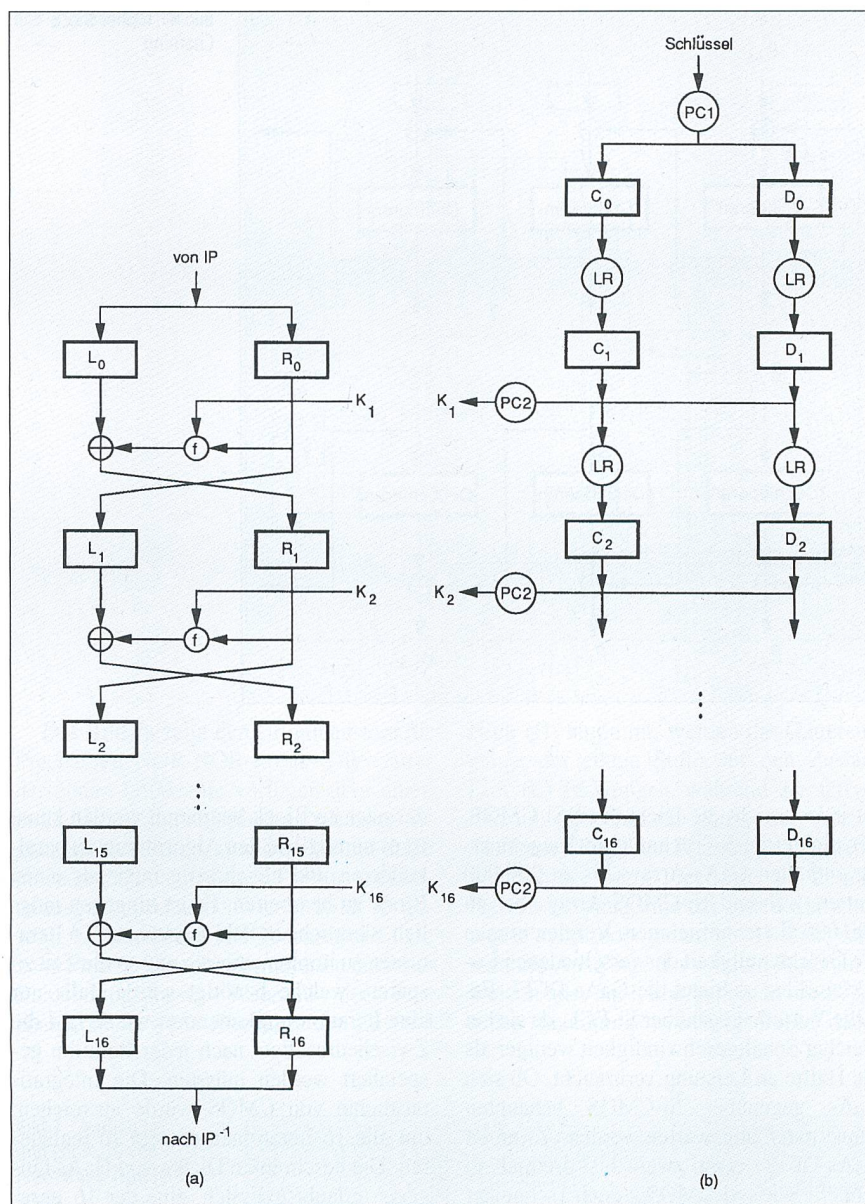 Schlüssel
PC1
C0 D0
LR LR
von IP
L0 R0
C1 D1
K1 K1 PC2
f
LR LR
L1 R1
C2 D2
K2 K2 PC2
f
L2 R2
L15 R15
C16 D16
K16 K16 PC2
f
L16 R16
nach IP-1
(a) (b)